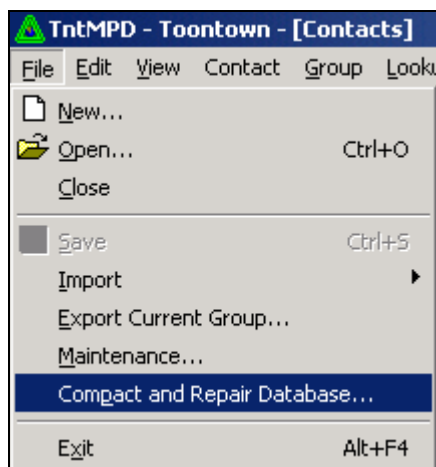 TntMPD - Toontown - [Contacts]
File Edit View Contact Group Looku
New...
Open... Ctrl+O
Close
Save Ctrl+S
Import
Export Current Group...
Maintenance...
Compact and Repair Database...
Exit Alt+F4